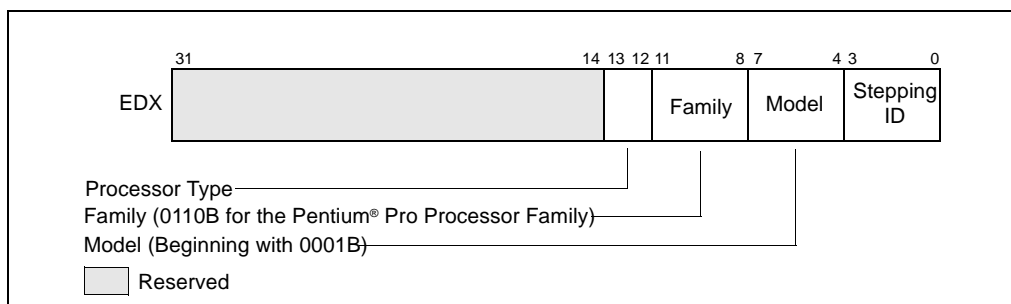 31 14 13 12 11 8 7 4 3 0
EDX Family Model Stepping
ID
Processor Type
Family (0110B for the Pentium® Pro Processor Family)
Model (Beginning with 0001B)
Reserved